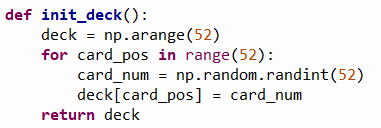 def init_deck():
    deck = np.arange(52)
    for card_pos in range(52):
        card_num = np.random.randint(52)
        deck[card_pos] = card_num
    return deck